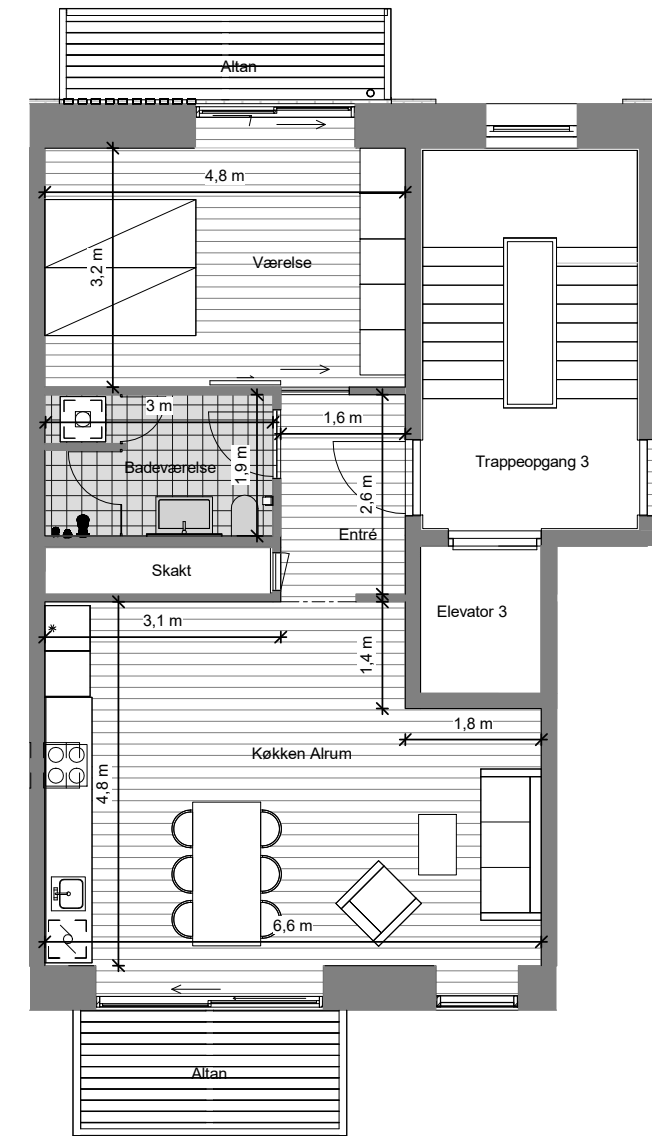 Altan
4,8 m
3,2 m
Værelse
3 m
1,6 m
1,9 m
Badeværelse
2,6 m
Trappeopgang 3
Entré
Skakt
Elevator 3
3,1 m
1,4 m
1,8 m
Køkken Alrum
4,8 m
6,6 m
Altan